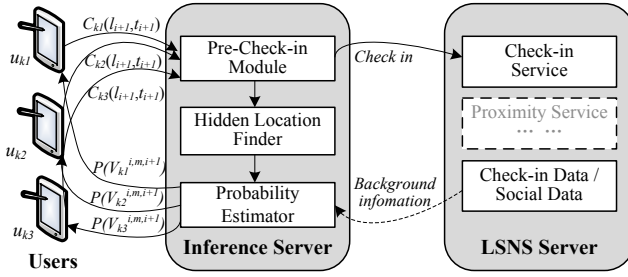 C_{k1}(l_{i+1},t_{i+1})
C_{k2}(l_{i+1},t_{i+1})
C_{k3}(l_{i+1},t_{i+1})
u_{k1}
u_{k2}
u_{k3}
P(V_{k1}^{i,m,i+1})
P(V_{k2}^{i,m,i+1})
P(V_{k3}^{i,m,i+1})
Users
Pre-Check-in
Module
Hidden Location
Finder
Probability
Estimator
Inference Server
Check in
Background
infomation
Check-in
Service
Proximity Service
... ...
Check-in Data /
Social Data
LSNS Server